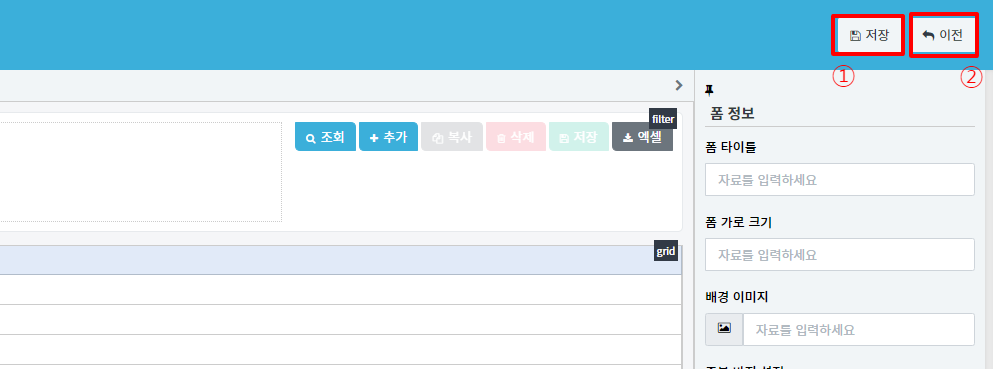 저장
이전
①
②
폼 정보
filter
조회
추가
복사
삭제
저장
엑셀
폼 타이틀
자료를 입력하세요
폼 가로 크기
자료를 입력하세요
grid
배경 이미지
자료를 입력하세요